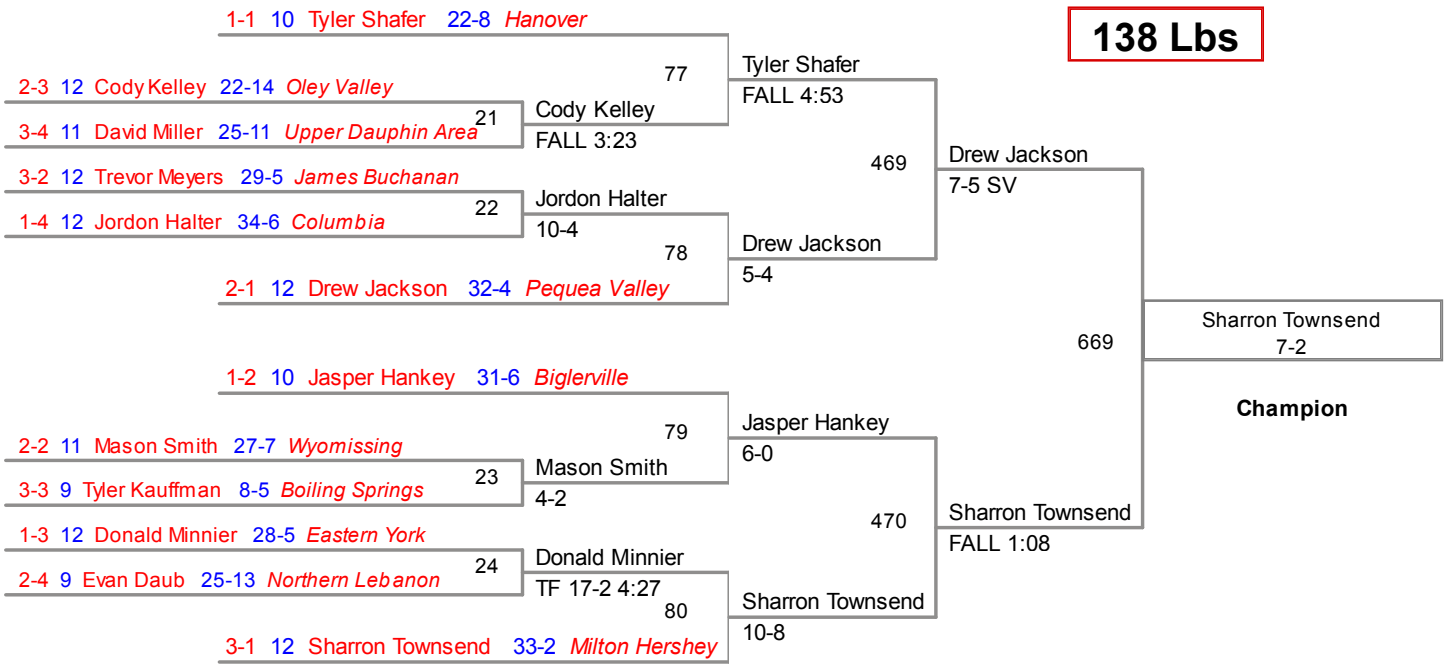 138 Lbs
1-1 10 Tyler Shafer 22-8 Hanover
77
Tyler Shafer
FALL 4:53
2-3 12 Cody Kelley 22-14 Oley Valley
21
Cody Kelley
FALL 3:23
3-4 11 David Miller 25-11 Upper Dauphin Area
469
Drew Jackson
7-5 SV
3-2 12 Trevor Meyers 29-5 James Buchanan
22
Jordon Halter
10-4
1-4 12 Jordon Halter 34-6 Columbia
78
Drew Jackson
5-4
2-1 12 Drew Jackson 32-4 Pequea Valley
669
Sharron Townsend
7-2
Champion
1-2 10 Jasper Hankey 31-6 Biglerville
79
Jasper Hankey
6-0
2-2 11 Mason Smith 27-7 Wyomissing
23
Mason Smith
4-2
3-3 9 Tyler Kauffman 8-5 Boiling Springs
470
Sharron Townsend
FALL 1:08
1-3 12 Donald Minnier 28-5 Eastern York
24
Donald Minnier
TF 17-2 4:27
2-4 9 Evan Daub 25-13 Northern Lebanon
80
Sharron Townsend
10-8
3-1 12 Sharron Townsend 33-2 Milton Hershey